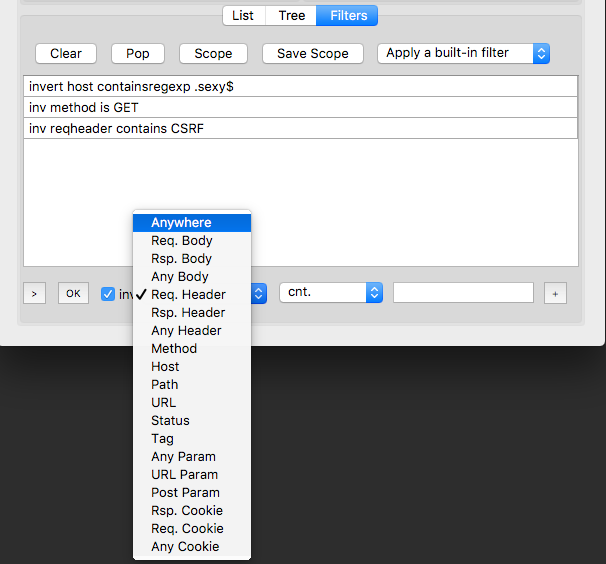 List Tree Filters
Clear Pop Scope Save Scope Apply a built-in filter
invert host containsregexp .sexy$
inv method is GET
inv reqheader contains CSRF
Anywhere
Req. Body
Rsp. Body
Any Body
> OK inv Req. Header cnt. +
Rsp. Header
Any Header
Method
Host
Path
URL
Status
Tag
Any Param
URL Param
Post Param
Rsp. Cookie
Req. Cookie
Any Cookie